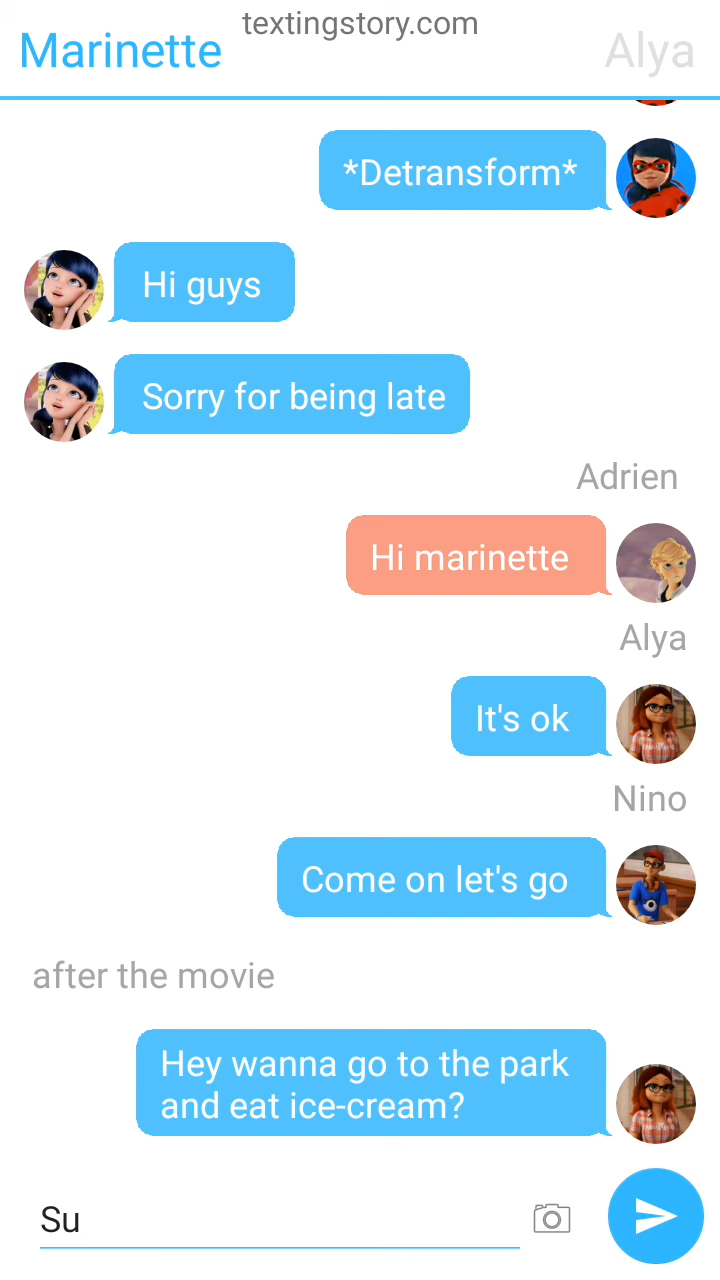 textingstory.com
Marinette
Alya
*Detransform*
Hi guys
Sorry for being late
Adrien
Hi marinette
Alya
It's ok
Nino
Come on let's go
after the movie
Hey wanna go to the park
and eat ice-cream?
Su